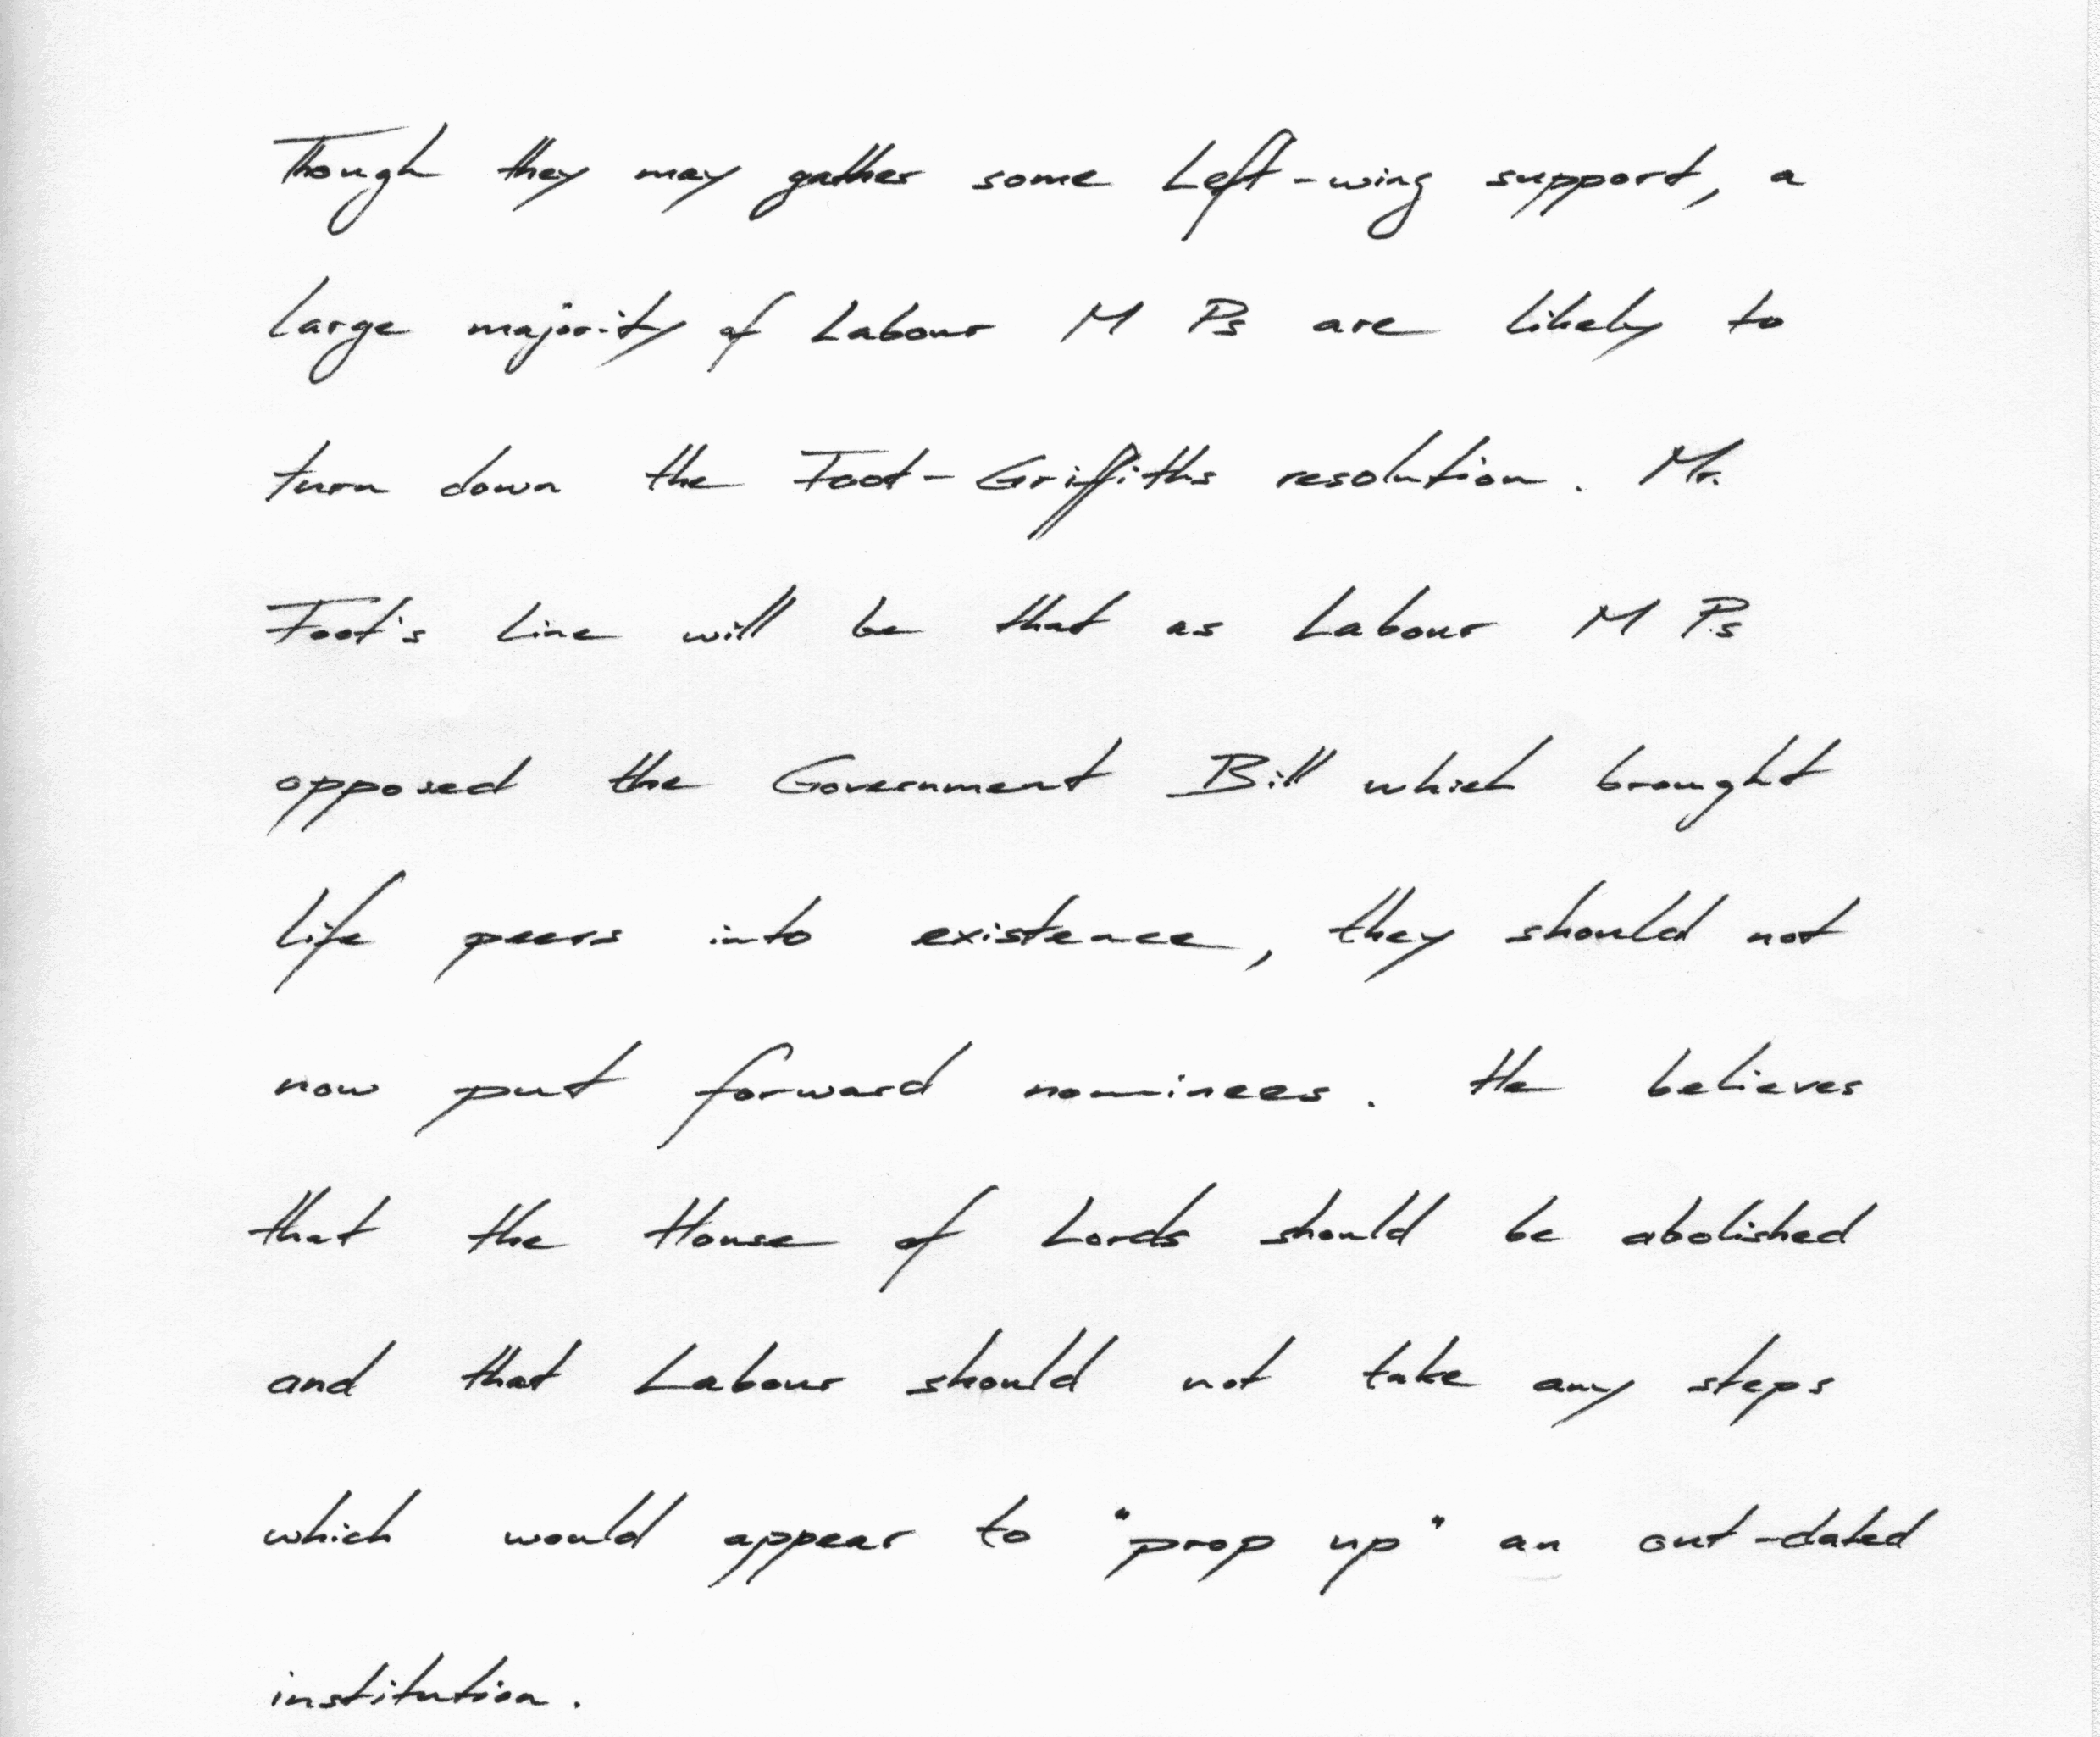 Though they may gather some Left-wing support, a
large majority of Labour M Ps are likely to
turn down the Foot-Griffiths resolution. Mr.
Foot's line will be that as Labour M Ps
opposed the Government Bill which brought
life peers into existence, they should not
now put forward nominees. He believes
that the House of Lords should be abolished
and that Labour should not take any steps
which would appear to "prop up" an out-dated
institution.